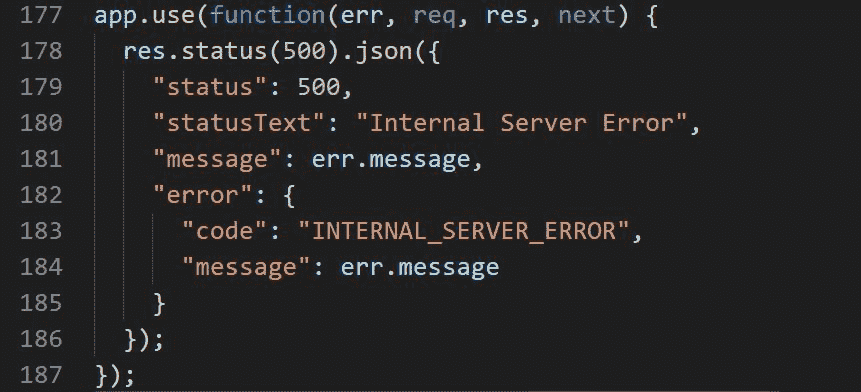 177 app.use(function(err, req, res, next) {
178 res.status(500).json({
179 "status": 500,
180 "statusText": "Internal Server Error",
181 "message": err.message,
182 "error": {
183 "code": "INTERNAL_SERVER_ERROR",
184 "message": err.message
185 }
186 });
187 });